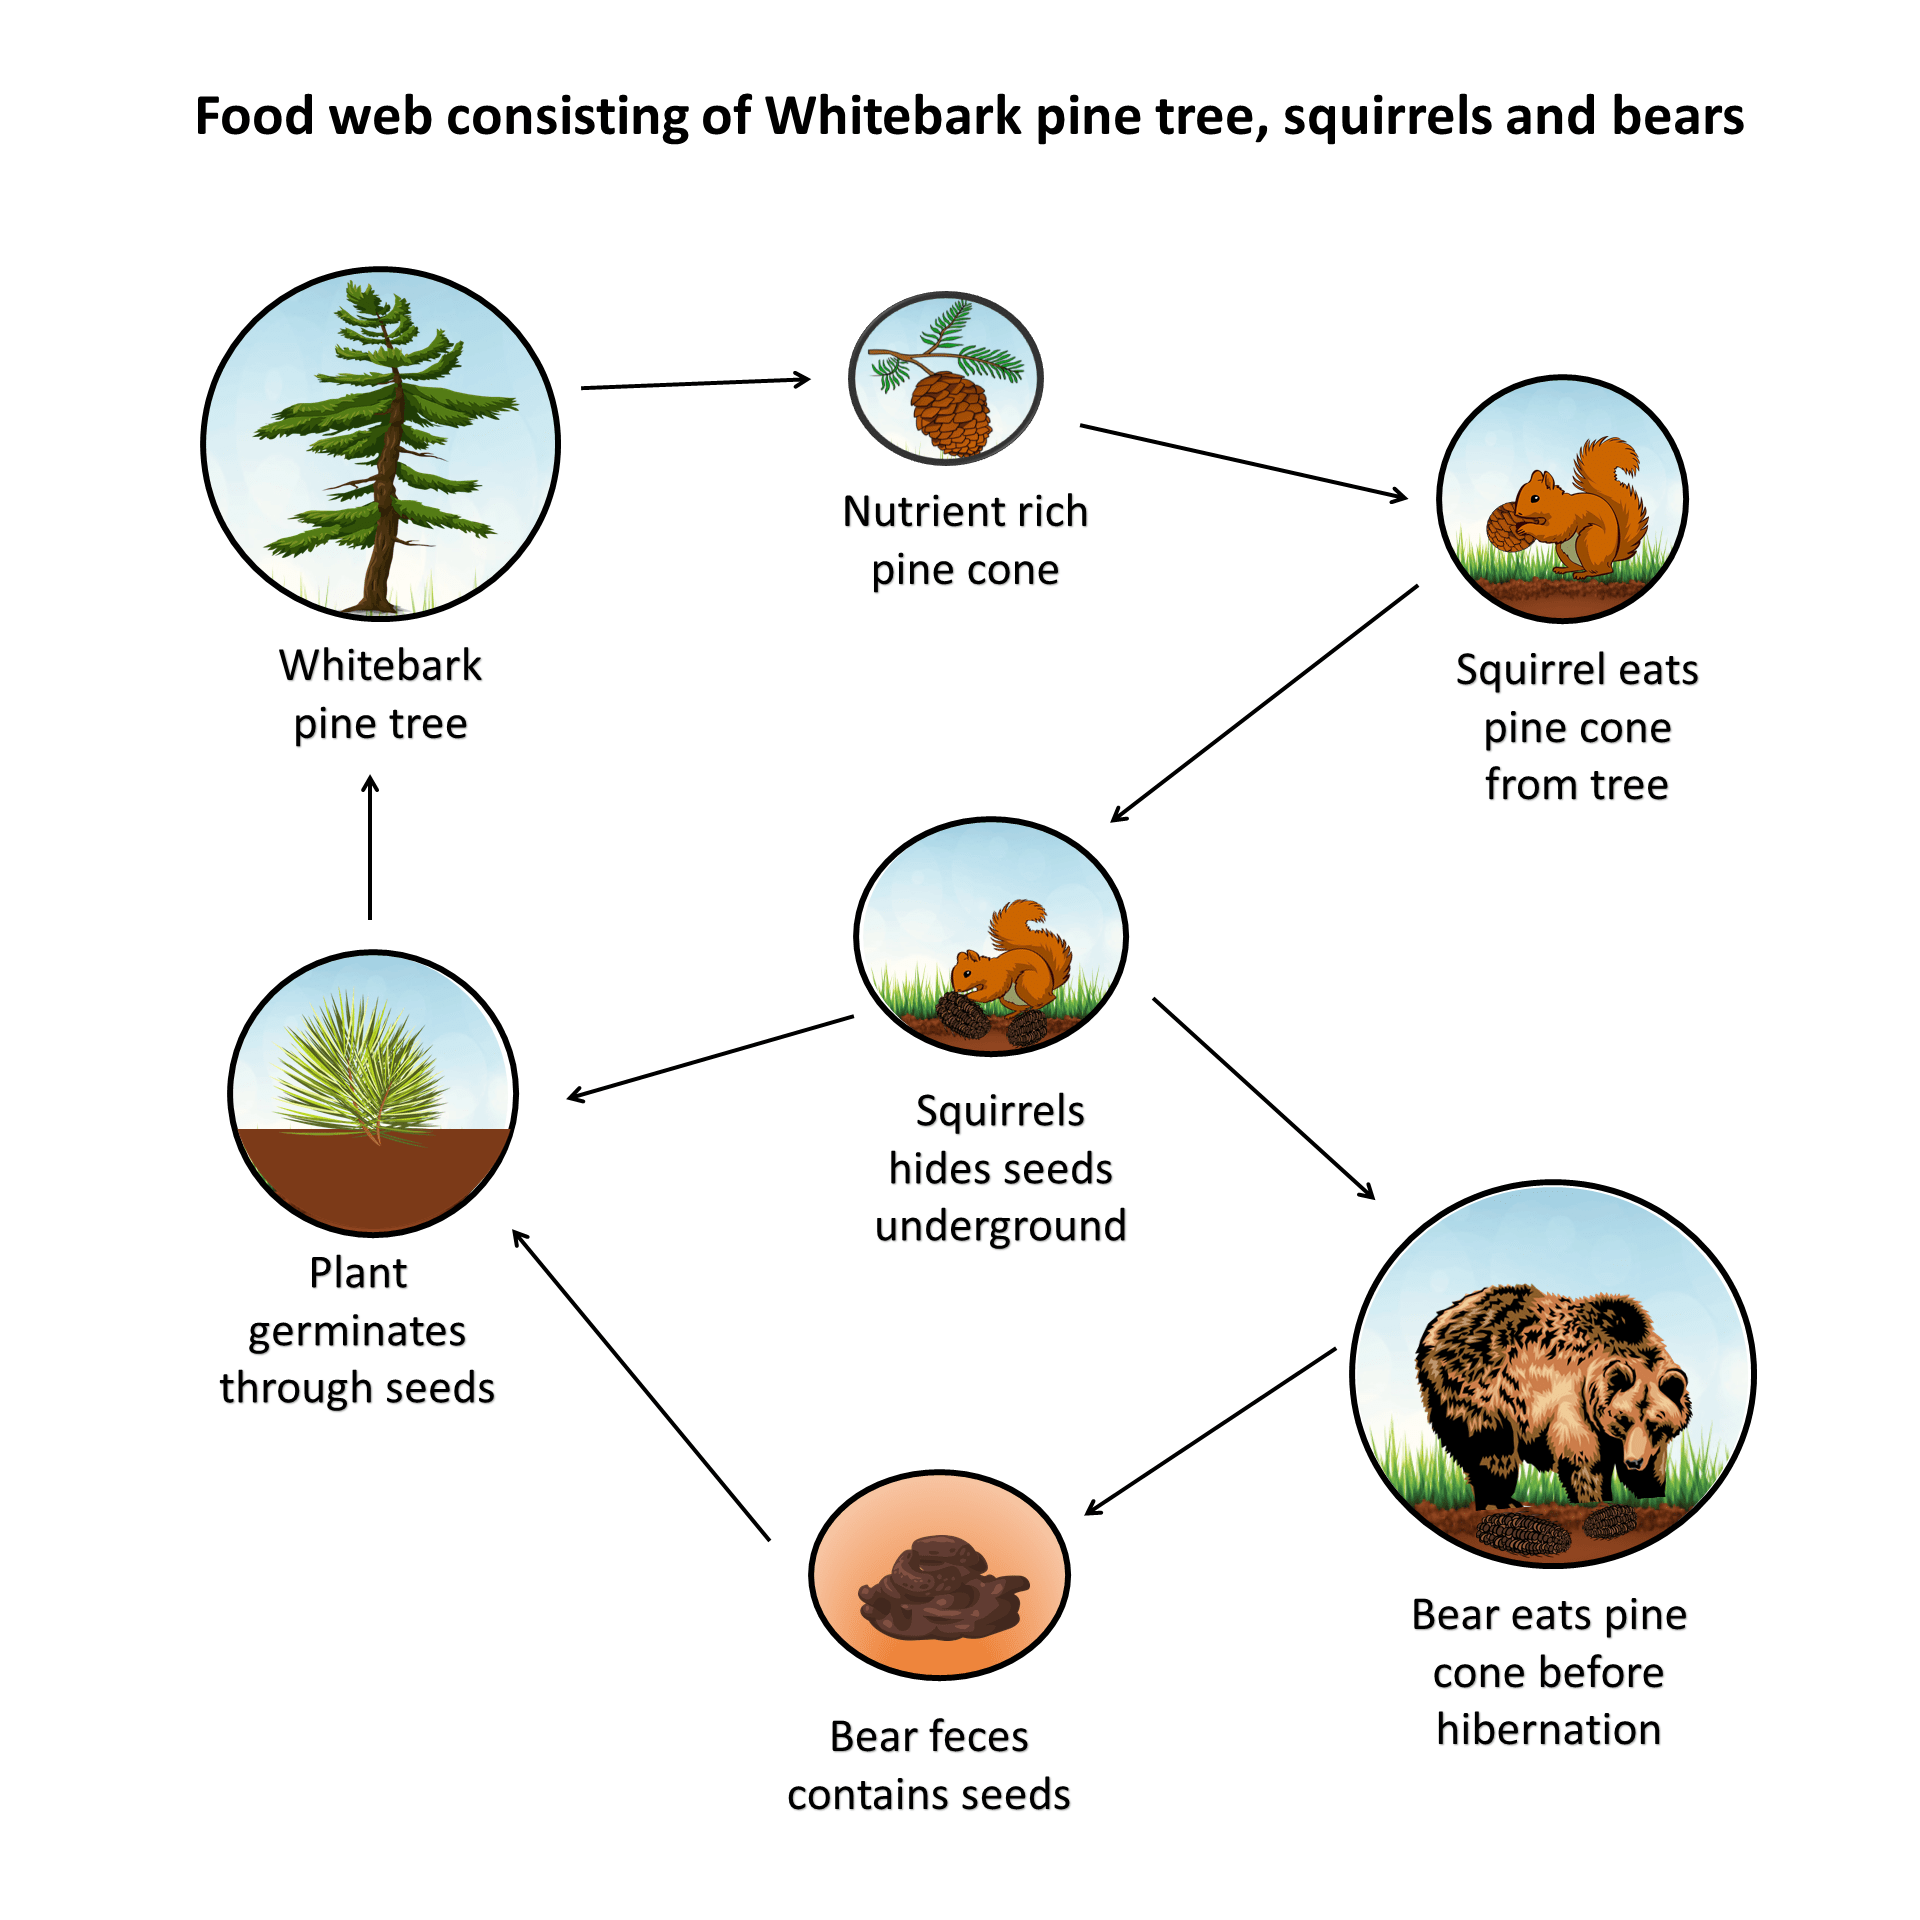 Food web consisting of Whitebark pine tree, squirrels and bears
Nutrient rich
pine cone
Whitebark
pine tree
Squirrel eats
pine cone
from tree
Squirrels
hides seeds
underground
Plant
germinates
through seeds
Bear eats pine
cone before
hibernation
Bear feces
contains seeds